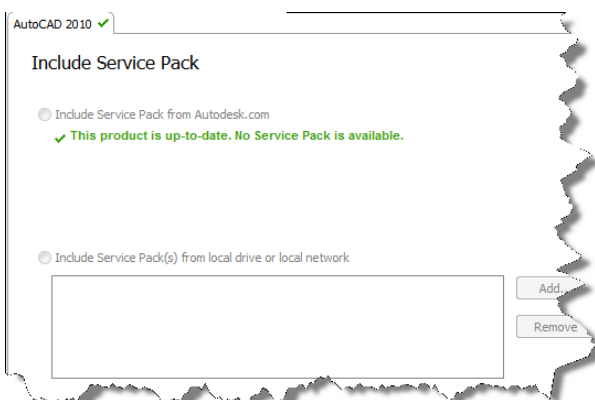 AutoCAD 2010
Include Service Pack
Include Service Pack from Autodesk.com
This product is up-to-date. No Service Pack is available.
Include Service Pack(s) from local drive or local network
Add...
Remove